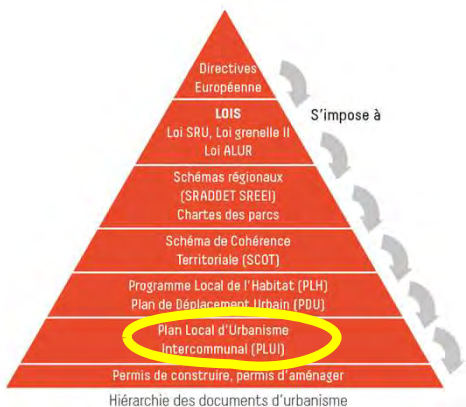 Directives
Européenne
LOIS
Loi SRU, Loi grenelle II
Loi ALUR
S'impose à
Schémas régionaux
(SRADDET SREEI)
Chartes des parcs
Schéma de Cohérence
Territoriale (SCOT)
Programme Local de l'Habitat (PLH)
Plan de Déplacement Urbain (PDU)
Plan Local d'Urbanisme
Intercommunal (PLUI)
Permis de construire, permis d'aménager
Hiérarchie des documents d'urbanisme